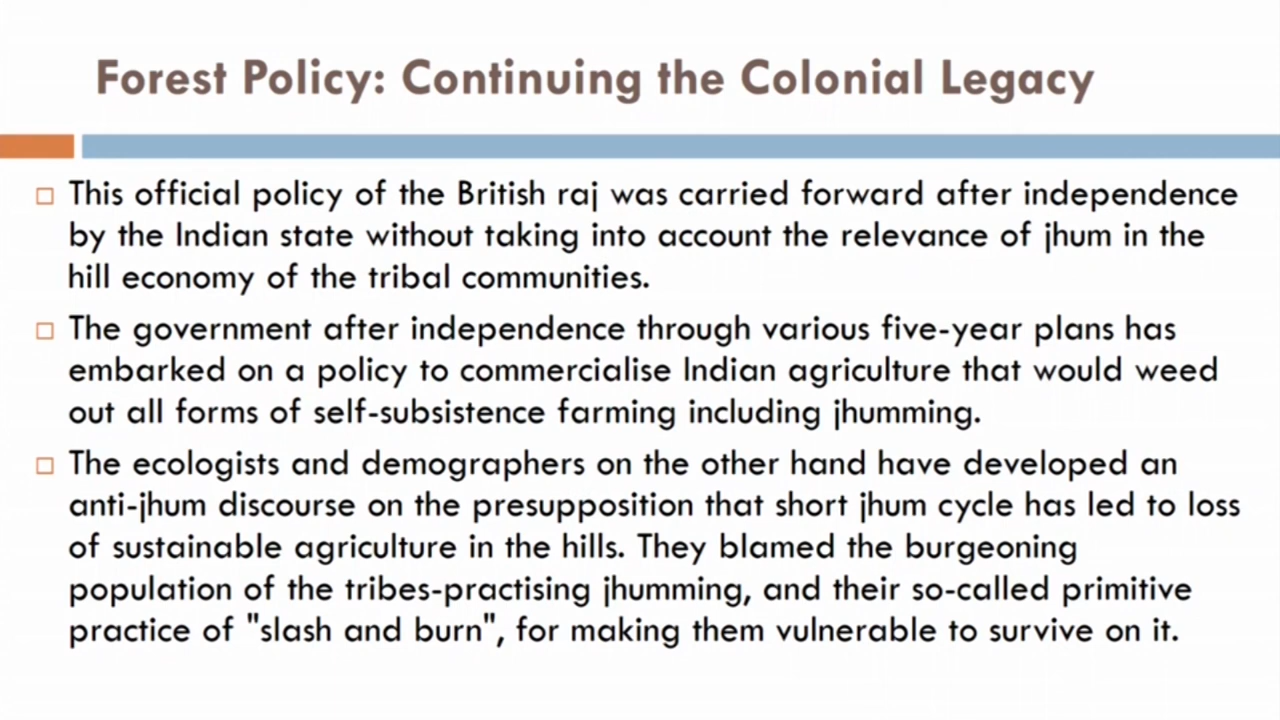 Forest Policy: Continuing the Colonial Legacy
This official policy of the British raj was carried forward after independence
by the Indian state without taking into account the relevance of jhum in the
hill economy of the tribal communities.
The government after independence through various five-year plans has
embarked on a policy to commercialise Indian agriculture that would weed
out all forms of self-subsistence farming including jhumming.
The ecologists and demographers on the other hand have developed an
anti-jhum discourse on the presupposition that short jhum cycle has led to loss
of sustainable agriculture in the hills. They blamed the burgeoning
population of the tribes-practising jhumming, and their so-called primitive
practice of "slash and burn", for making them vulnerable to survive on it.